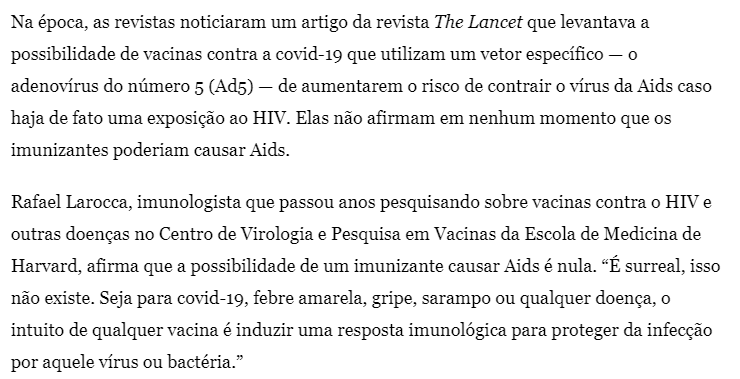 Na época, as revistas noticiaram um artigo da revista The Lancet que levantava a
possibilidade de vacinas contra a covid-19 que utilizam um vetor específico — o
adenovírus do número 5 (Ad5) — de aumentarem o risco de contrair o vírus da Aids caso
haja de fato uma exposição ao HIV. Elas não afirmam em nenhum momento que os
imunizantes poderiam causar Aids.
Rafael Larocca, imunologista que passou anos pesquisando sobre vacinas contra o HIV e
outras doenças no Centro de Virologia e Pesquisa em Vacinas da Escola de Medicina de
Harvard, afirma que a possibilidade de um imunizante causar Aids é nula. “É surreal, isso
não existe. Seja para covid-19, febre amarela, gripe, sarampo ou qualquer doença, o
intuito de qualquer vacina é induzir uma resposta imunológica para proteger da infecção
por aquele vírus ou bactéria.”